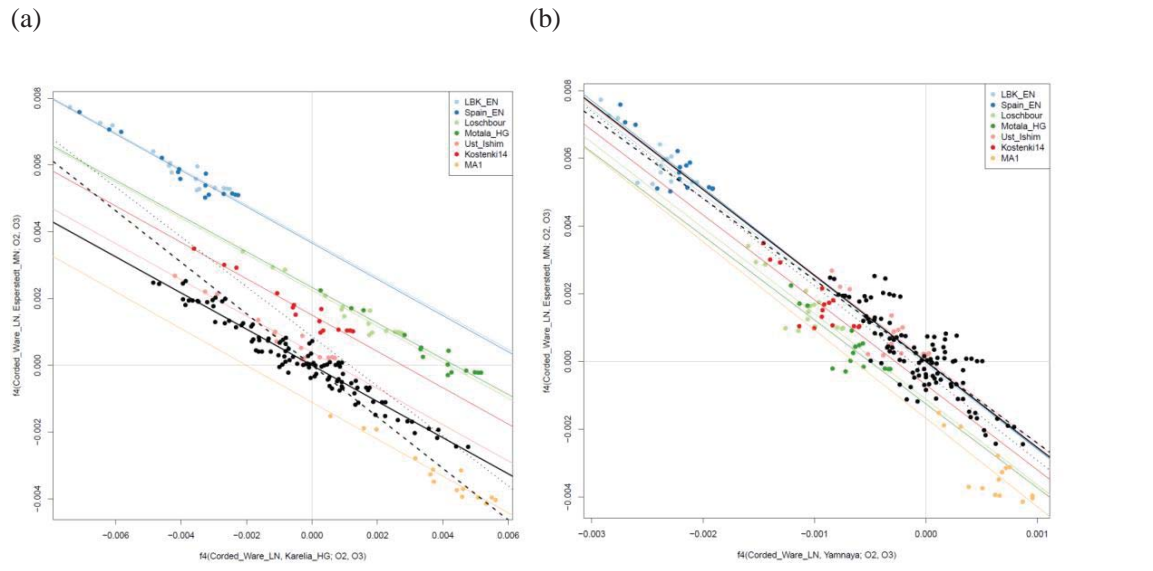 (a)
(b)
LBK_EN
Spain_EN
Loschbour
Motala_HG
Ust_Ishim
Kostenki14
MA1
f4(Corded_Ware_LN, Esperstedt_MN; O2, O3)
0.008
0.006
0.004
0.002
0.000
−0.002
−0.004
−0.006
−0.004
−0.002
0.000
0.002
0.004
0.006
f4(Corded_Ware_LN, Karelia_HG; O2, O3)
LBK_EN
Spain_EN
Loschbour
Motala_HG
Ust_Ishim
Kostenki14
MA1
f4(Corded_Ware_LN, Esperstedt_MN; O2, O3)
0.008
0.006
0.004
0.002
0.000
−0.002
−0.004
−0.003
−0.002
−0.001
0.000
0.001
f4(Corded_Ware_LN, Yamnaya; O2, O3)